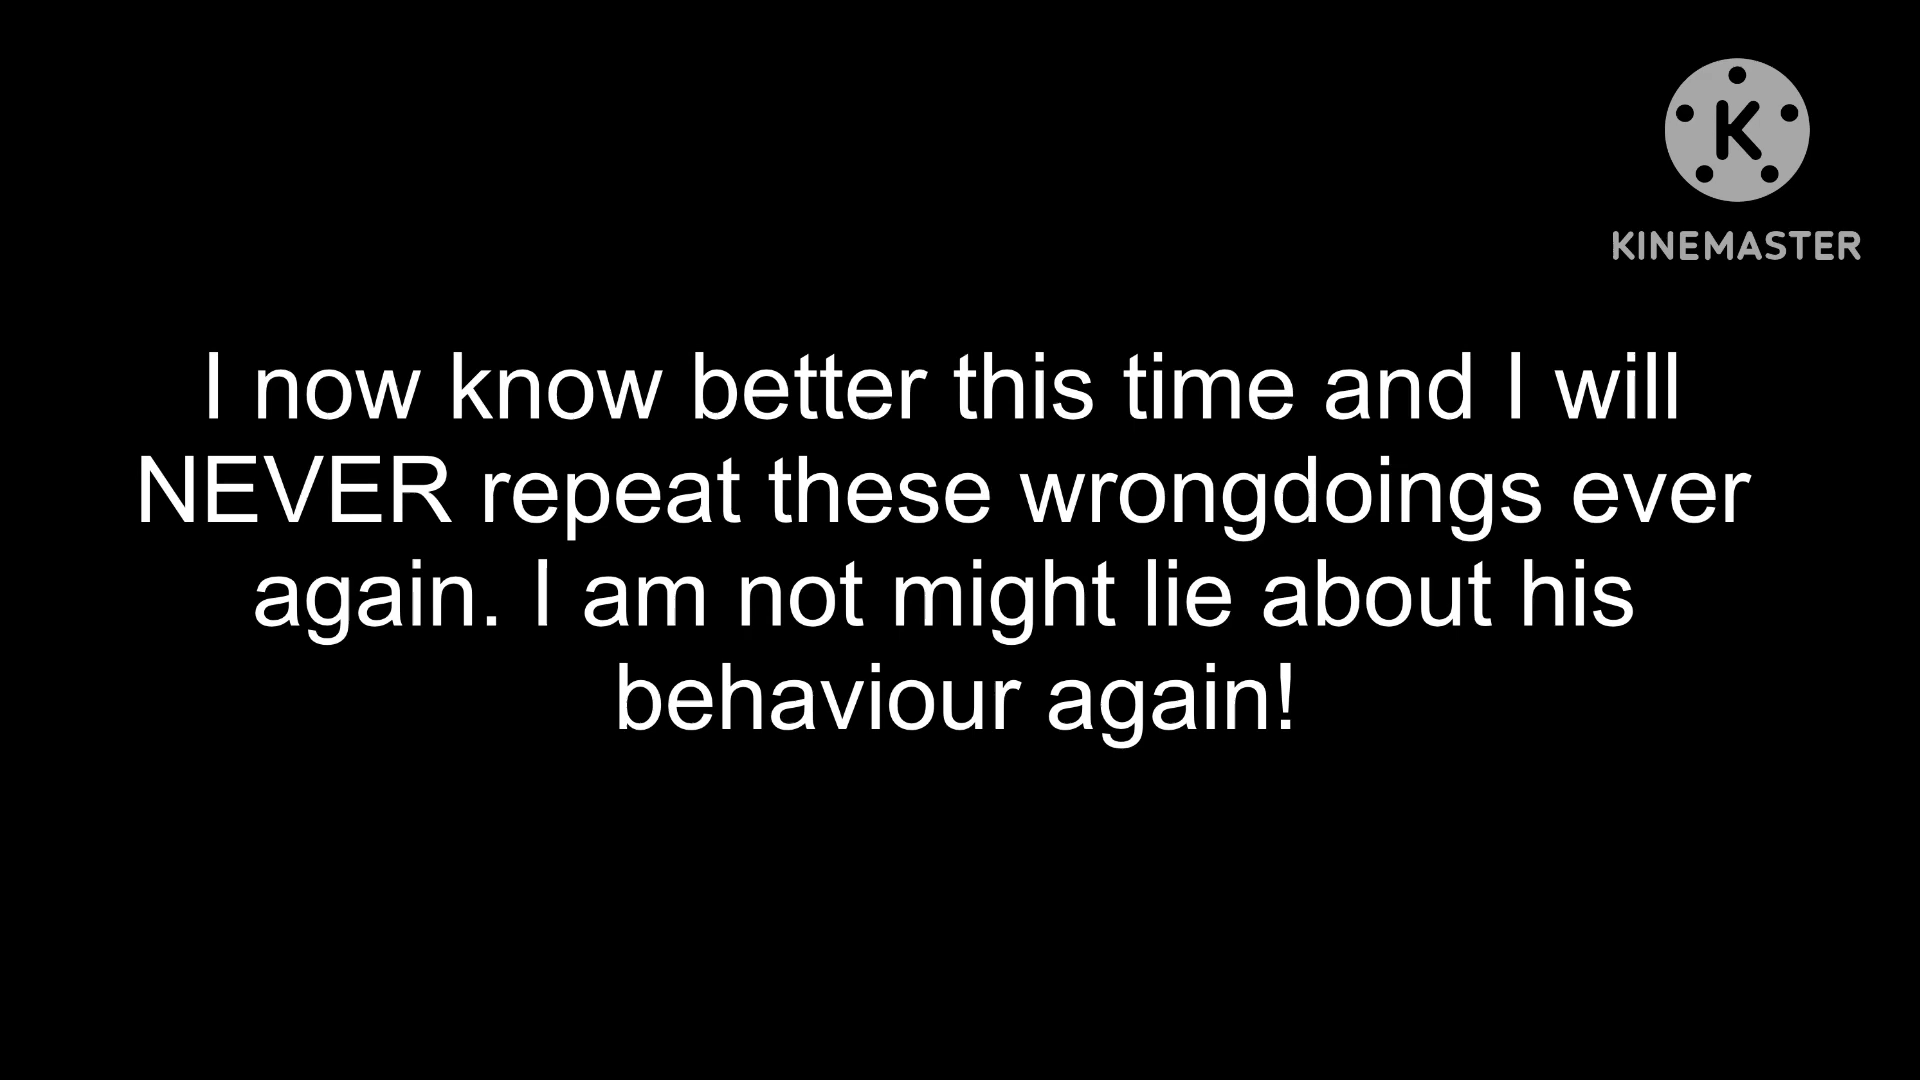 K
KINEMASTER
I now know better this time and I will
NEVER repeat these wrongdoings ever
again. I am not might lie about his
behaviour again!